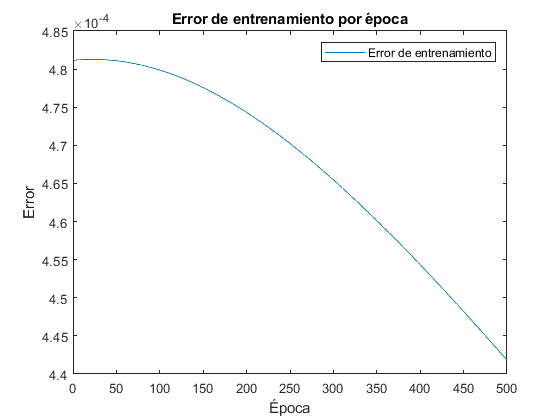 Error de entrenamiento por época
×10-4
Error de entrenamiento
4.85
4.8
4.75
4.7
4.65
4.6
4.55
4.5
4.45
4.4
Error
0 50 100 150 200 250 300 350 400 450 500
Época